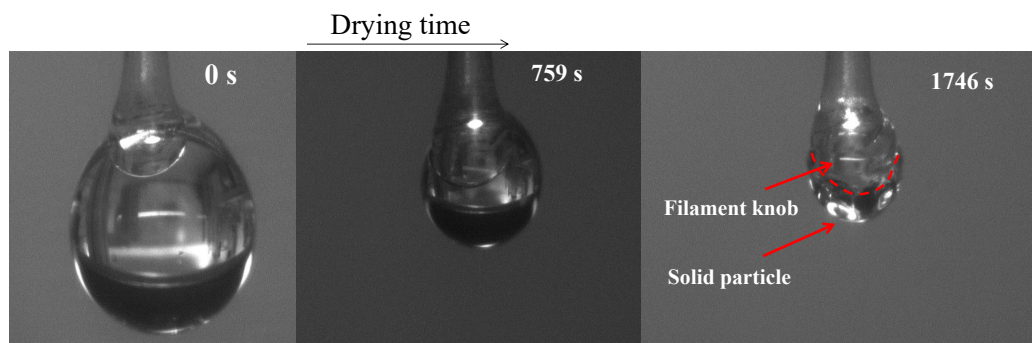 Drying time
0 s
759 s
1746 s
Filament knob
Solid particle